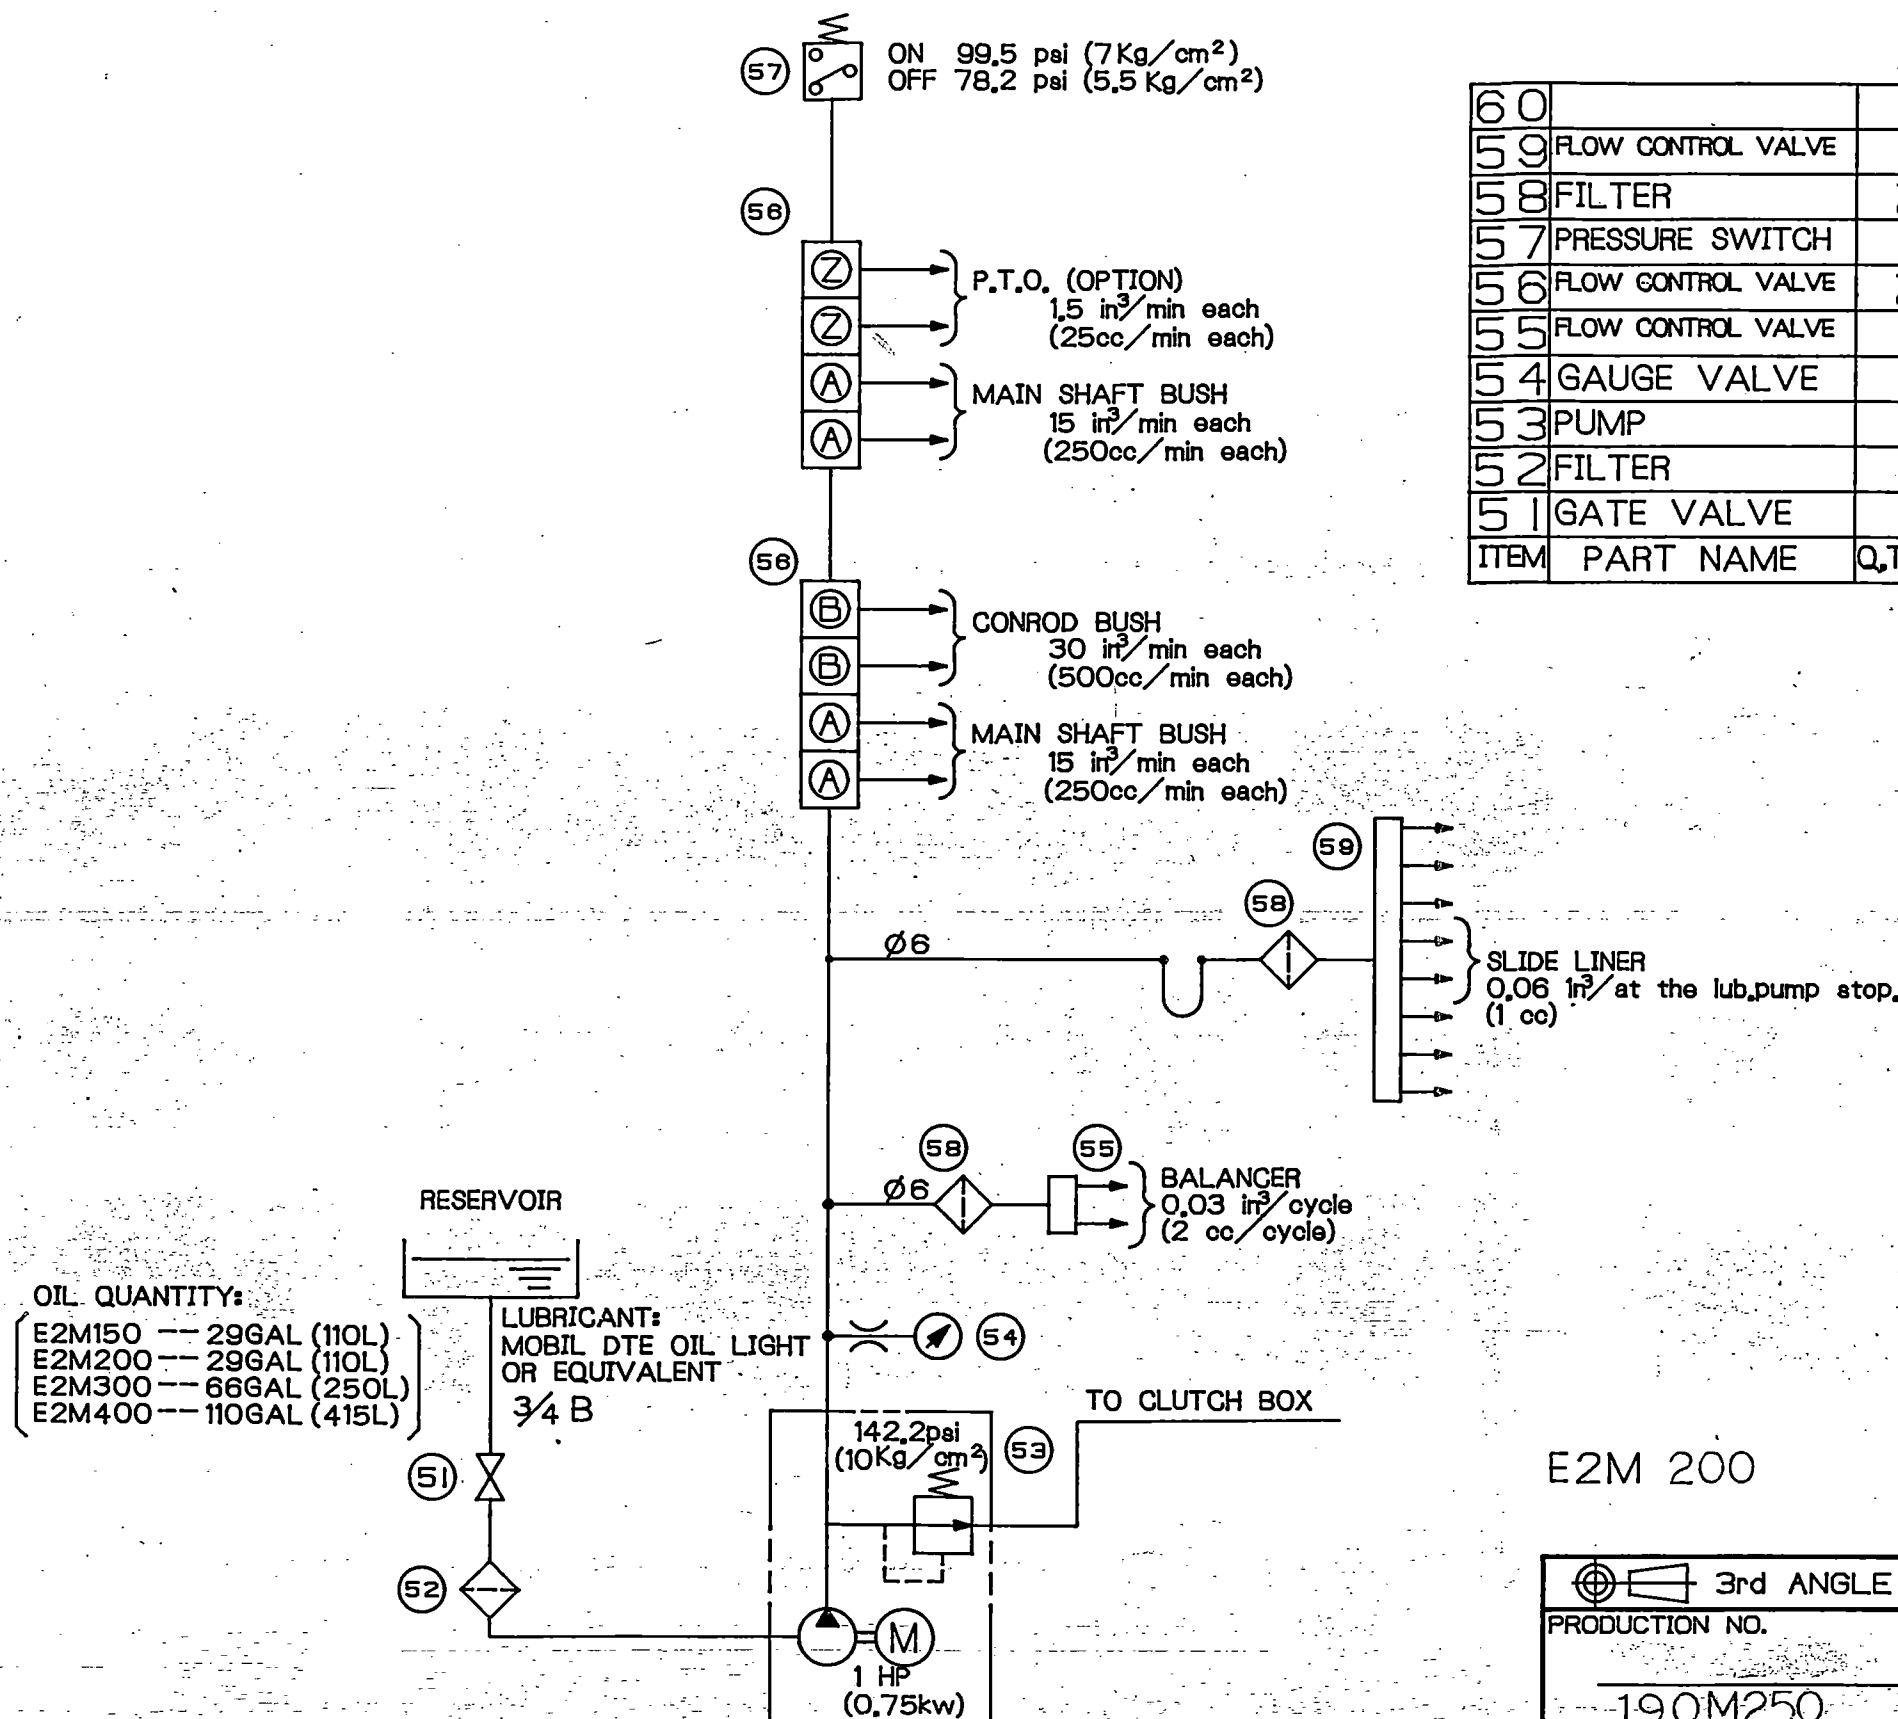 57
ON 99.5 psi (7Kg/cm²)
OFF 78.2 psi (5.5 Kg/cm²)
56
Z
Z
A
A
P.T.O. (OPTION)
1.5 in³/min each
(25cc/min each)
MAIN SHAFT BUSH
15 in³/min each
(250cc/min each)
60
59 FLOW CONTROL VALVE
58 FILTER
57 PRESSURE SWITCH
56 FLOW CONTROL VALVE
55 FLOW CONTROL VALVE
54 GAUGE VALVE
53 PUMP
52 FILTER
51 GATE VALVE
ITEM PART NAME
56
B
B
A
A
CONROD BUSH
30 in³/min each
(500cc/min each)
MAIN SHAFT BUSH
15 in³/min each
(250cc/min each)
59
58
Ø6
SLIDE LINER
0.06 in³/at the lub.pump stop.
(1 cc)
58
55
Ø6
BALANCER
0.03 in³/cycle
(2 cc/cycle)
RESERVOIR
OIL QUANTITY:
E2M150 -- 29GAL (110L)
E2M200 -- 29GAL (110L)
E2M300 -- 66GAL (250L)
E2M400 -- 110GAL (415L)
LUBRICANT:
MOBIL DTE OIL LIGHT
OR EQUIVALENT
3/4 B
54
51
52
142.2psi
(10Kg/cm²)
53
TO CLUTCH BOX
M
1 HP
(0.75kw)
E2M 200
3rd ANGLE
PRODUCTION NO.
190M250